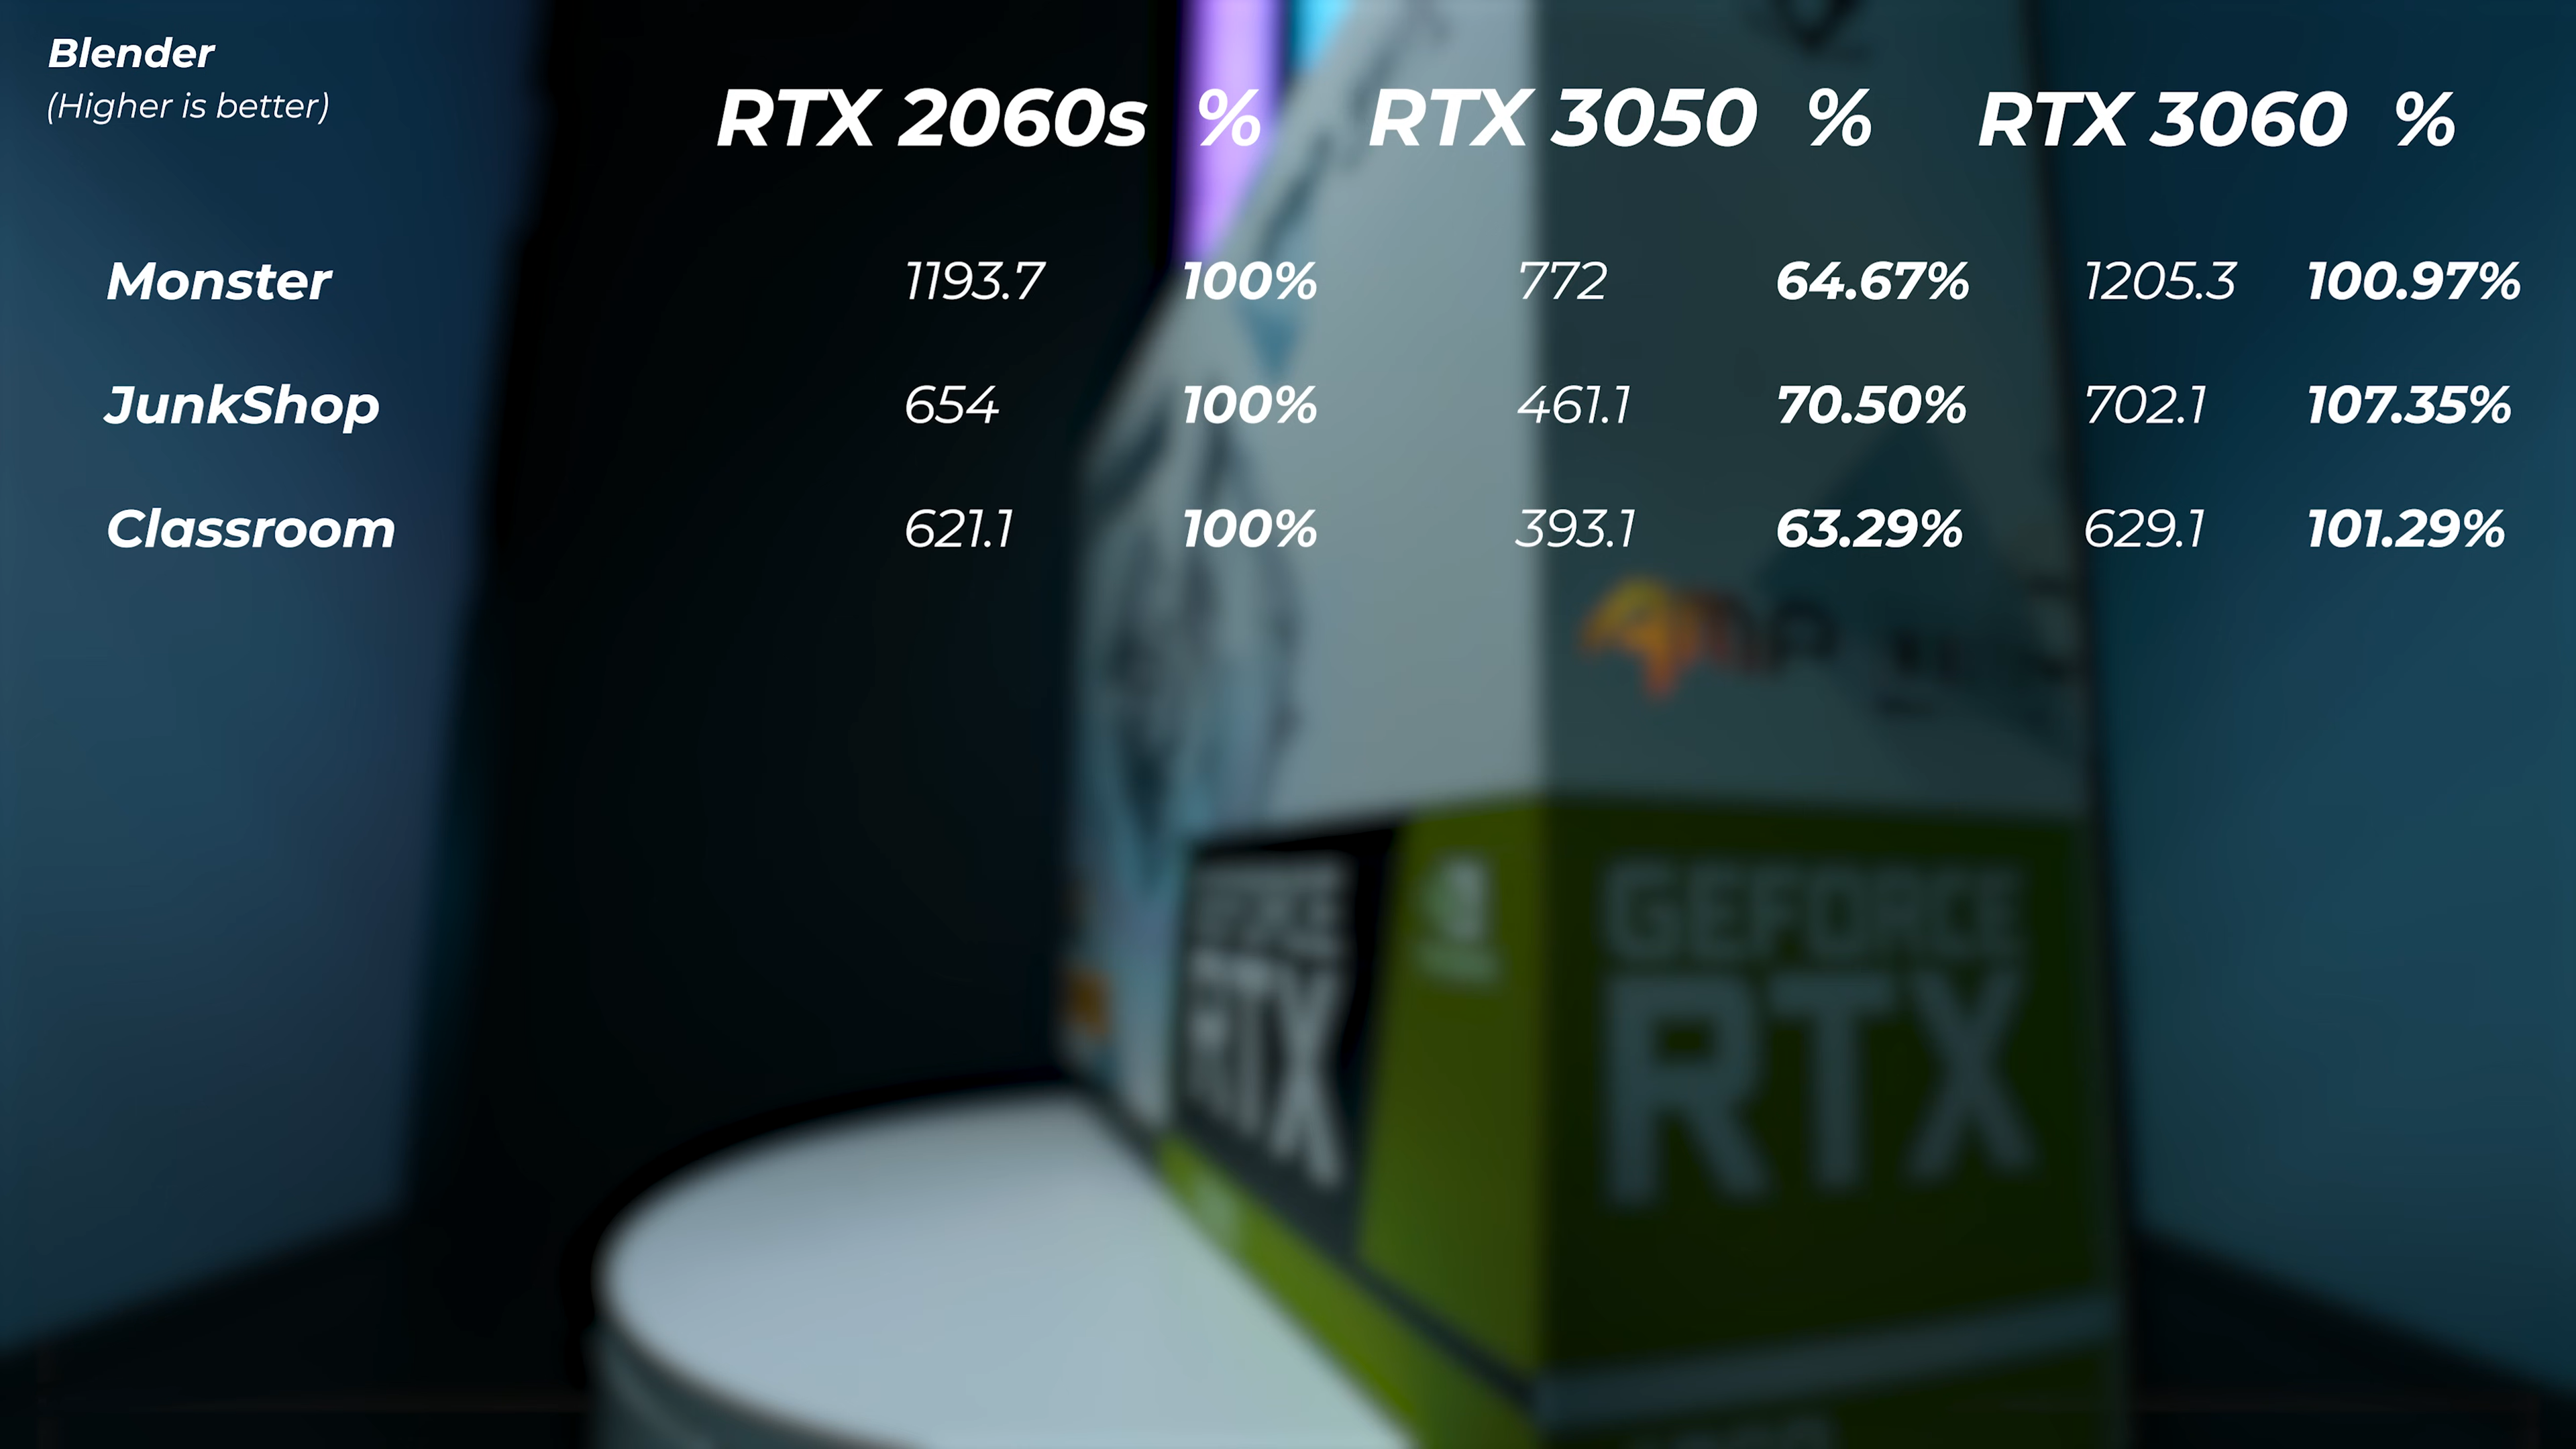 Blender
(Higher is better)
RTX 2060s % RTX 3050 % RTX 3060 %
Monster 1193.7 100% 772 64.67% 1205.3 100.97%
JunkShop 654 100% 461.1 70.50% 702.1 107.35%
Classroom 621.1 100% 393.1 63.29% 629.1 101.29%
GEFORCE
RTX
GEFORCE
RTX